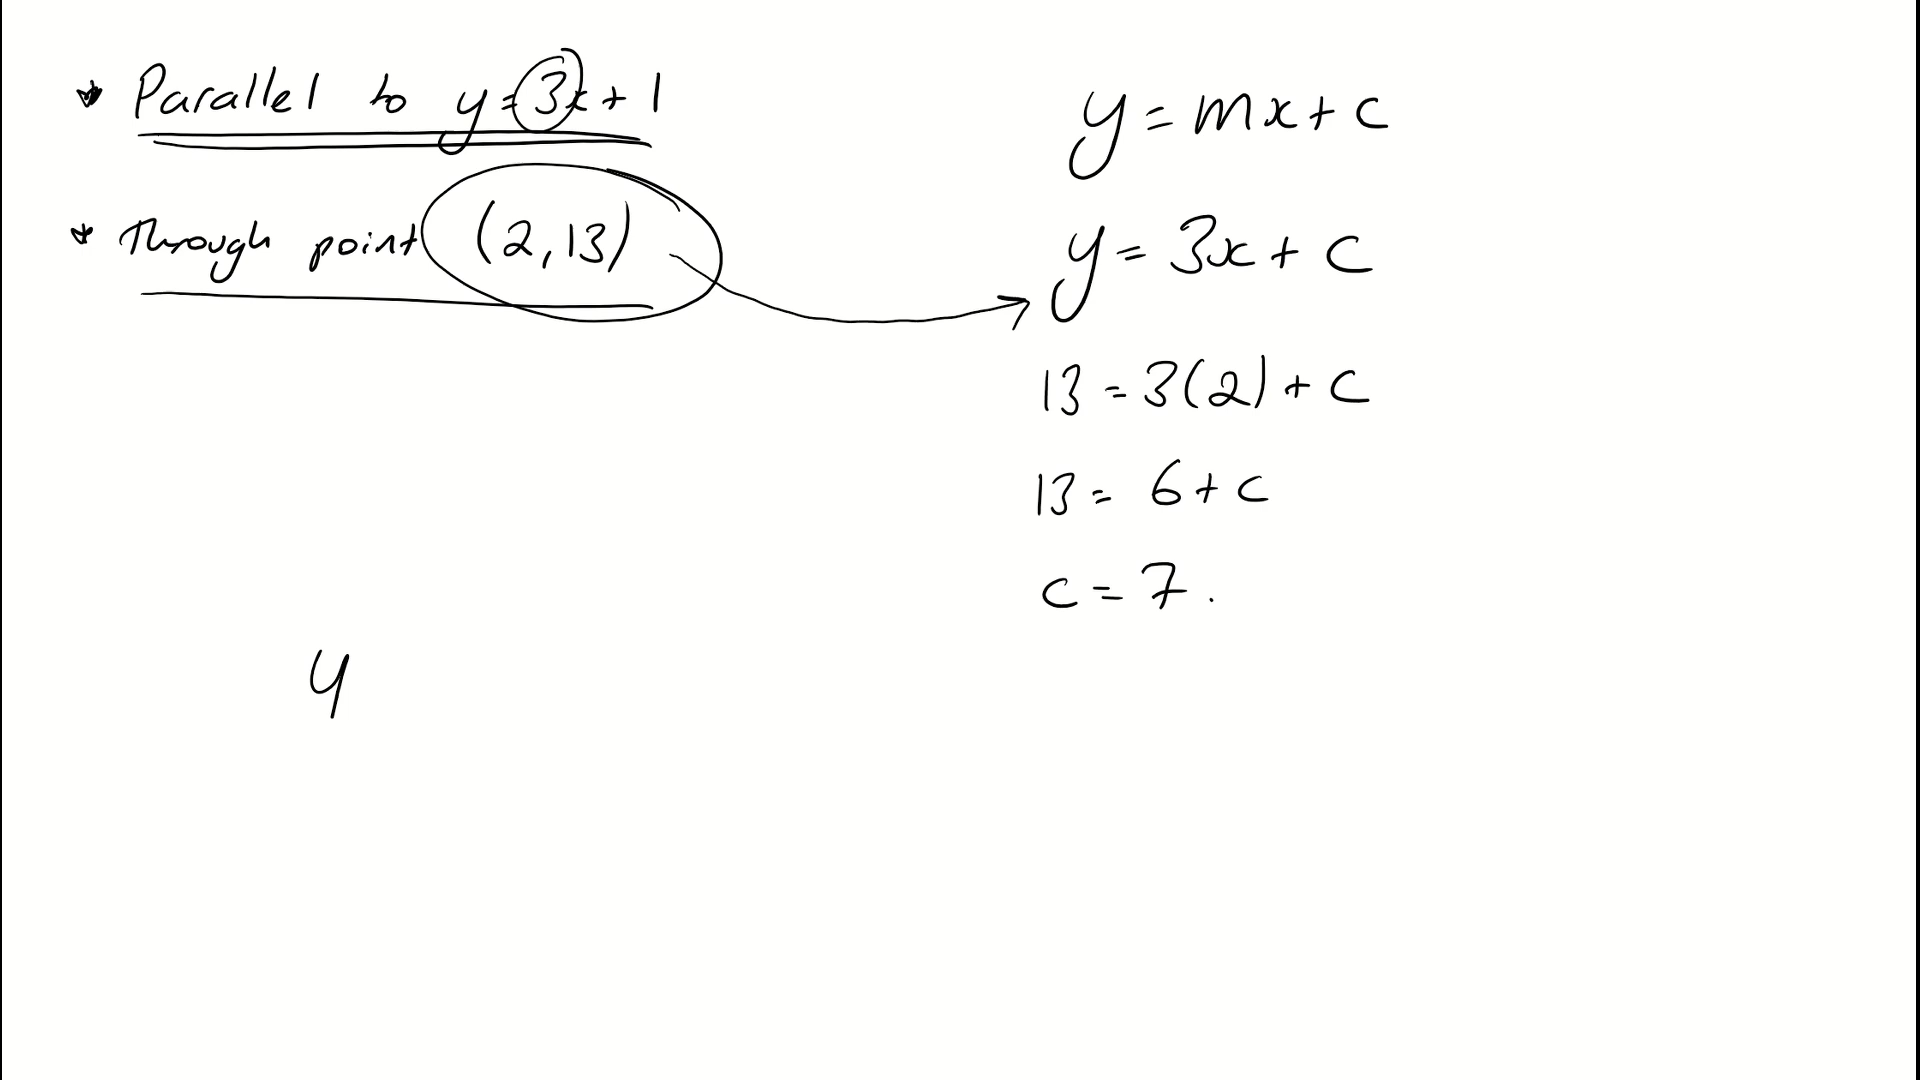 * Parallel to y=3x+1
* Through point (2,13)
y=mx+c
y=3x+c
13=3(2)+c
13=6+c
c=7.
y